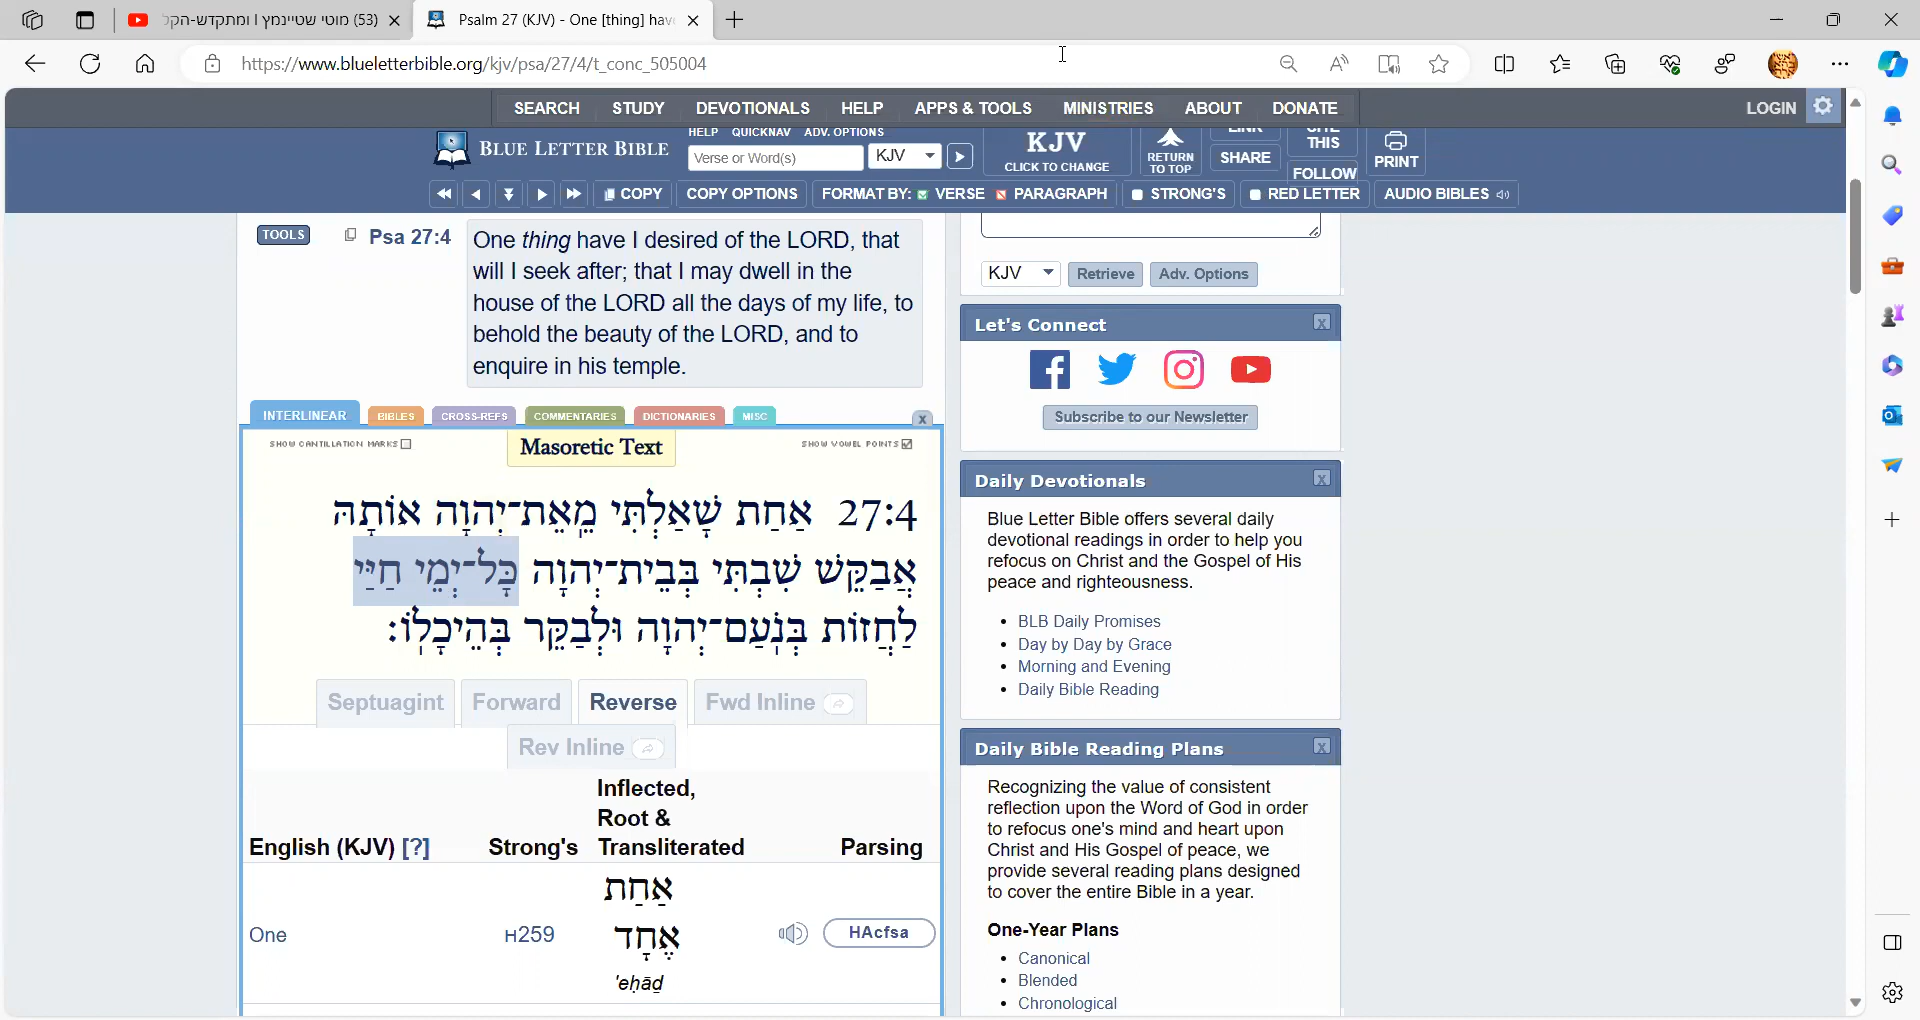 (53) מוטי שטיינמץ I ומתקדש-הקל
Psalm 27 (KJV) - One [thing] hav
https://www.blueletterbible.org/kjv/psa/27/4/t_conc_505004
SEARCH STUDY DEVOTIONALS HELP APPS & TOOLS MINISTRIES ABOUT DONATE
LOGIN
BLUE LETTER BIBLE
HELP QUICKNAV ADV. OPTIONS
Verse or Word(s)
KJV
KJV
CLICK TO CHANGE
RETURN
TO TOP
LINK
SHARE
SITE
THIS
FOLLOW
PRINT
COPY COPY OPTIONS FORMAT BY: VERSE PARAGRAPH STRONG'S RED LETTER AUDIO BIBLES
TOOLS
Psa 27:4
One thing have I desired of the LORD, that
will I seek after; that I may dwell in the
house of the LORD all the days of my life, to
behold the beauty of the LORD, and to
enquire in his temple.
INTERLINEAR BIBLES CROSS-REFS COMMENTARIES DICTIONARIES MISC X
SHOW CANTILLATION MARKS
Masoretic Text
SHOW VOWEL POINTS
27:4 אַחַת שָׁאַלְתִּי מֵֽאֵת־יְהוָה אוֹתָהּ
אֲבַקֵּשׁ שִׁבְתִּי בְּבֵית־יְהוָה כָּל־יְמֵי חַיַּי
לַחֲזוֹת בְּנֹֽעַם־יְהוָה וּלְבַקֵּר בְּהֵיכָלֽוֹ׃
Septuagint Forward Reverse Fwd Inline
Rev Inline
English (KJV) [?]
Strong's
Inflected,
Root &
Transliterated
Parsing
One
H259
אַחַת
אֶחָד
'eḥāḏ
HAcfsa
KJV
Retrieve
Adv. Options
Let's Connect X
Subscribe to our Newsletter
Daily Devotionals X
Blue Letter Bible offers several daily
devotional readings in order to help you
refocus on Christ and the Gospel of His
peace and righteousness.
• BLB Daily Promises
• Day by Day by Grace
• Morning and Evening
• Daily Bible Reading
Daily Bible Reading Plans X
Recognizing the value of consistent
reflection upon the Word of God in order
to refocus one's mind and heart upon
Christ and His Gospel of peace, we
provide several reading plans designed
to cover the entire Bible in a year.
One-Year Plans
• Canonical
• Blended
• Chronological